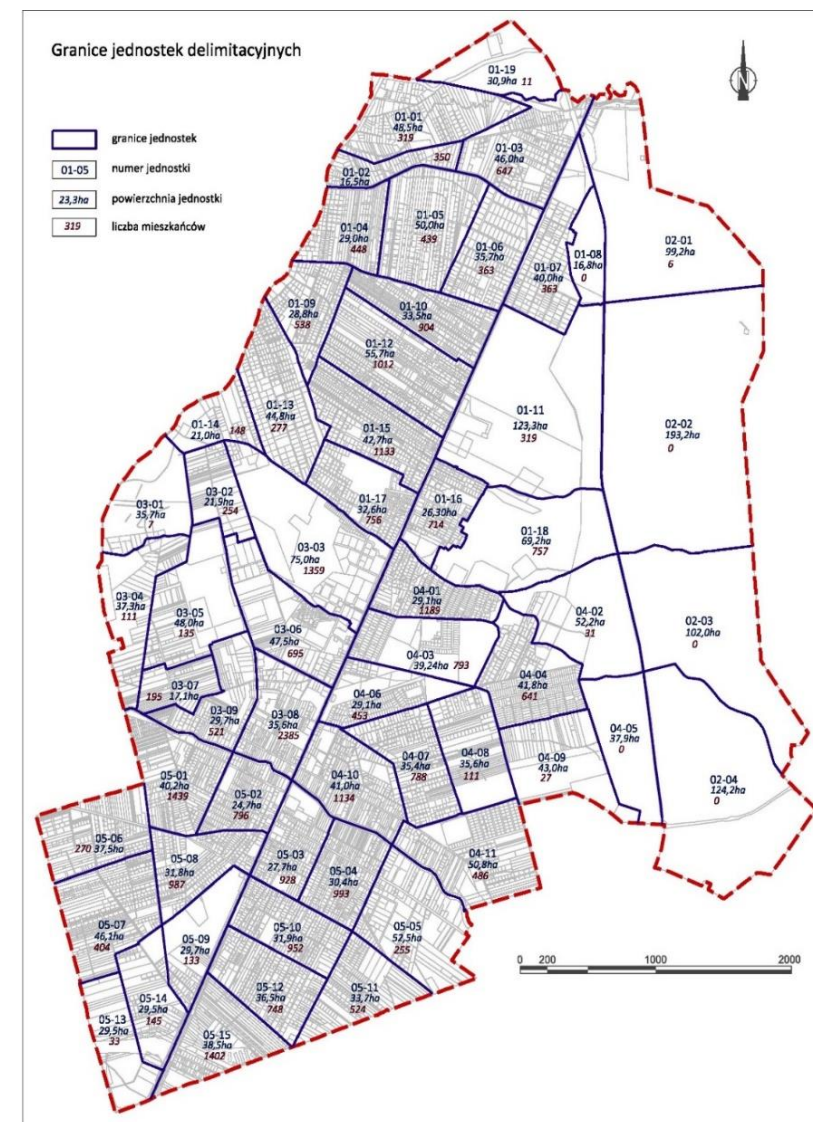 Granice jednostek delimitacyjnych
N
granice jednostek
01-05 numer jednostki
23,3ha powierzchnia jednostki
319 liczba mieszkańców
01-19
30,9ha 11
01-01
48,5ha
319
350
01-02
16,5ha
01-03
46,0ha
647
01-04
29,0ha
448
01-05
50,0ha
439
01-06
35,7ha
363
01-07
40,0ha
363
01-08
16,8ha
0
02-01
99,2ha
6
01-09
28,8ha
538
01-10
33,5ha
904
01-12
55,7ha
1012
01-11
123,3ha
319
02-02
193,2ha
0
01-13
44,8ha
277
01-14
21,0ha
148
01-15
42,7ha
1133
01-17
32,6ha
756
01-16
26,30ha
714
01-18
69,2ha
757
03-01
35,7ha
7
03-02
21,9ha
254
03-03
75,0ha
1359
03-04
37,3ha
111
03-05
48,0ha
135
04-01
29,1ha
1189
04-02
52,2ha
31
02-03
102,0ha
0
03-06
47,5ha
695
04-03
39,24ha 793
04-04
41,8ha
641
03-07
195 17,1ha
03-09
29,7ha
521
03-08
35,6ha
2385
04-06
29,1ha
453
04-05
37,9ha
0
04-07
35,4ha
788
04-08
35,6ha
111
04-09
43,0ha
27
02-04
124,2ha
0
05-01
40,2ha
1439
05-02
24,7ha
796
04-10
41,0ha
1134
05-06
270 37,5ha
05-08
31,8ha
987
05-03
27,7ha
928
05-04
30,4ha
993
04-11
50,8ha
486
05-07
46,1ha
404
05-09
29,7ha
133
05-10
31,9ha
952
05-05
52,5ha
255
05-14
29,5ha
145
05-12
36,5ha
748
05-11
33,7ha
524
05-13
29,5ha
33
05-15
38,5ha
1402
0 200 1000 2000